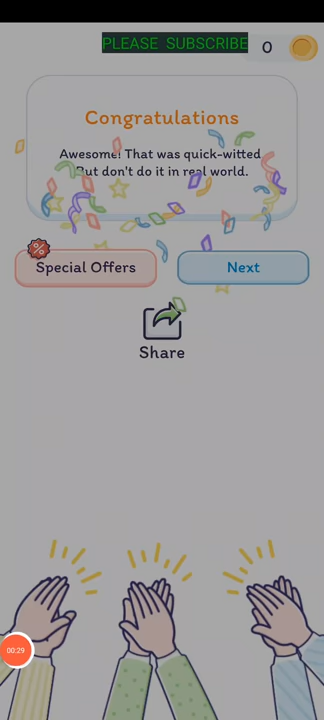 PLEASE SUBSCRIBE
0
Congratulations
Awesome! That was quick-witted
But don't do it in real world.
%
Special Offers
Next
Share
00:29